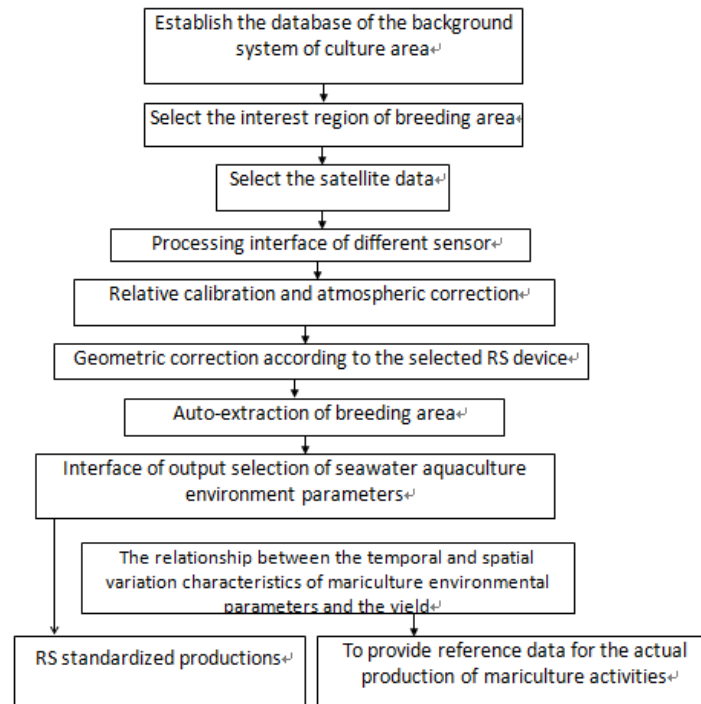 Establish the database of the background
system of culture area↵
Select the interest region of breeding area↵
Select the satellite data↵
Processing interface of different sensor↵
Relative calibration and atmospheric correction↵
Geometric correction according to the selected RS device↵
Auto-extraction of breeding area↵
Interface of output selection of seawater aquaculture
environment parameters↵
The relationship between the temporal and spatial
variation characteristics of mariculture environmental
parameters and the yield↵
RS standardized productions↵
To provide reference data for the actual
production of mariculture activities↵